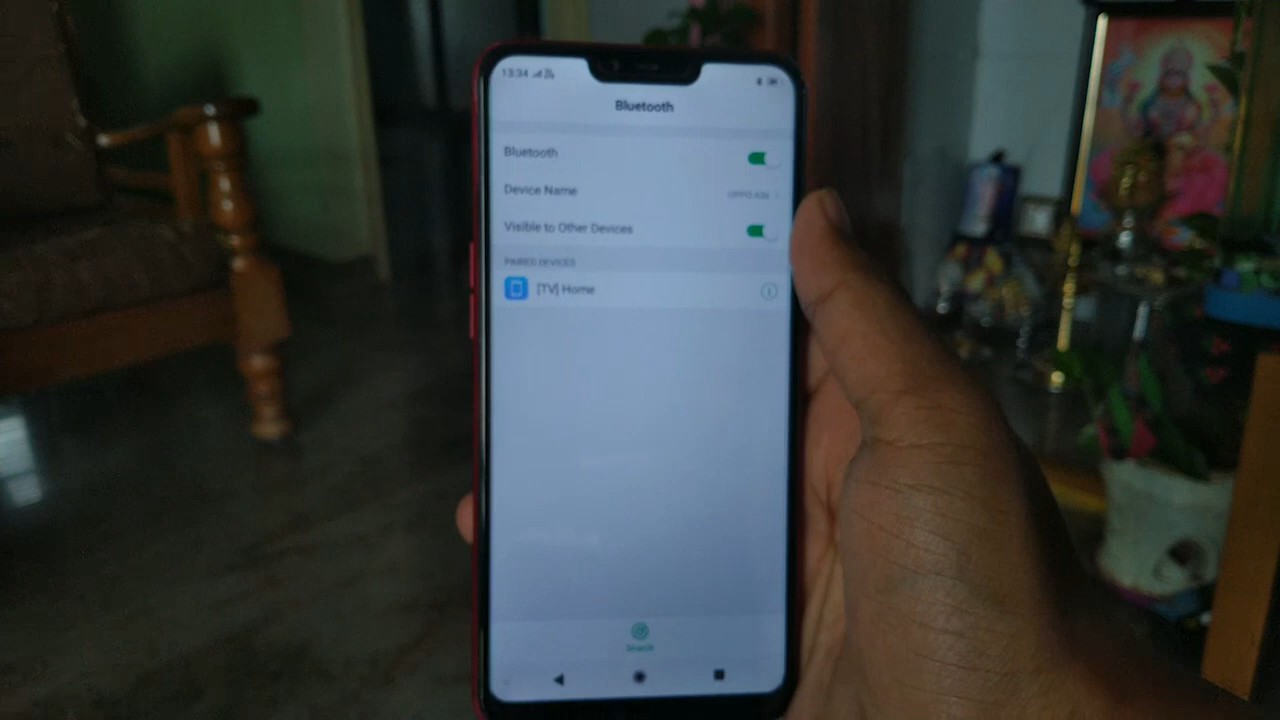 13:34
Bluetooth
Bluetooth
Device Name
Visible to Other Devices
PAIRED DEVICES
[TV] Home
Search